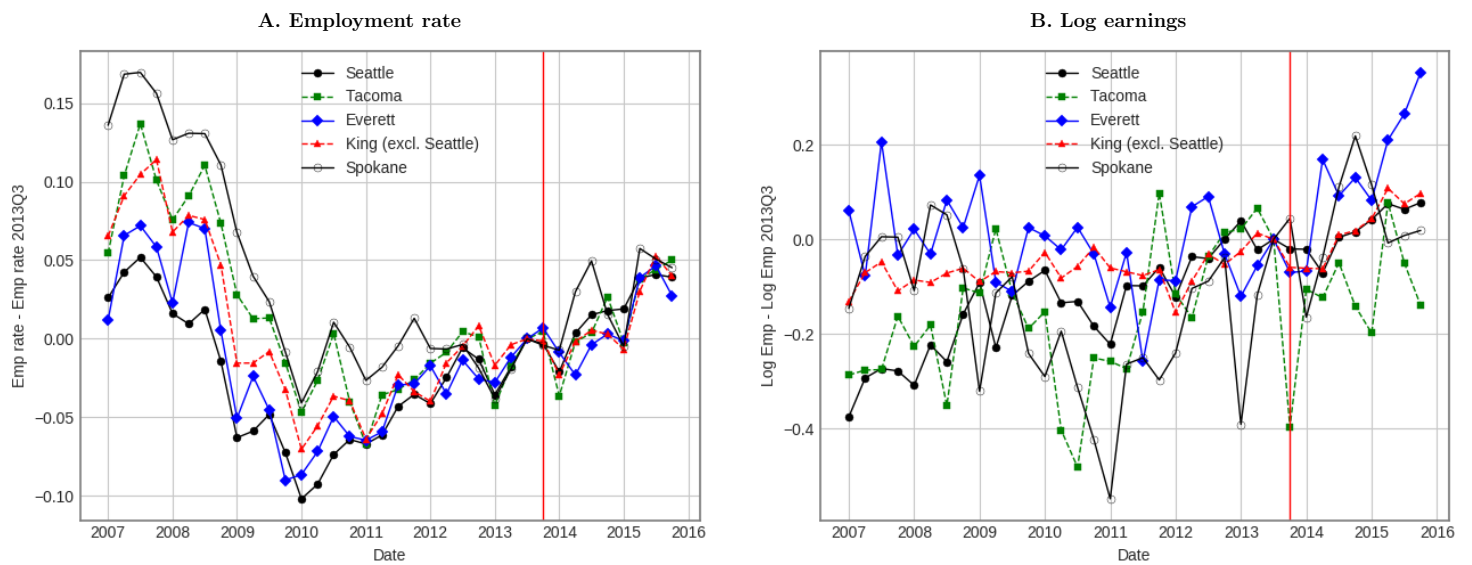 A. Employment rate
Emp rate - Emp rate 2013Q3
0.15
0.10
0.05
0.00
−0.05
−0.10
Seattle
Tacoma
Everett
King (excl. Seattle)
Spokane
2007 2008 2009 2010 2011 2012 2013 2014 2015 2016
Date
B. Log earnings
Log Emp - Log Emp 2013Q3
0.2
0.0
−0.2
−0.4
Seattle
Tacoma
Everett
King (excl. Seattle)
Spokane
2007 2008 2009 2010 2011 2012 2013 2014 2015 2016
Date